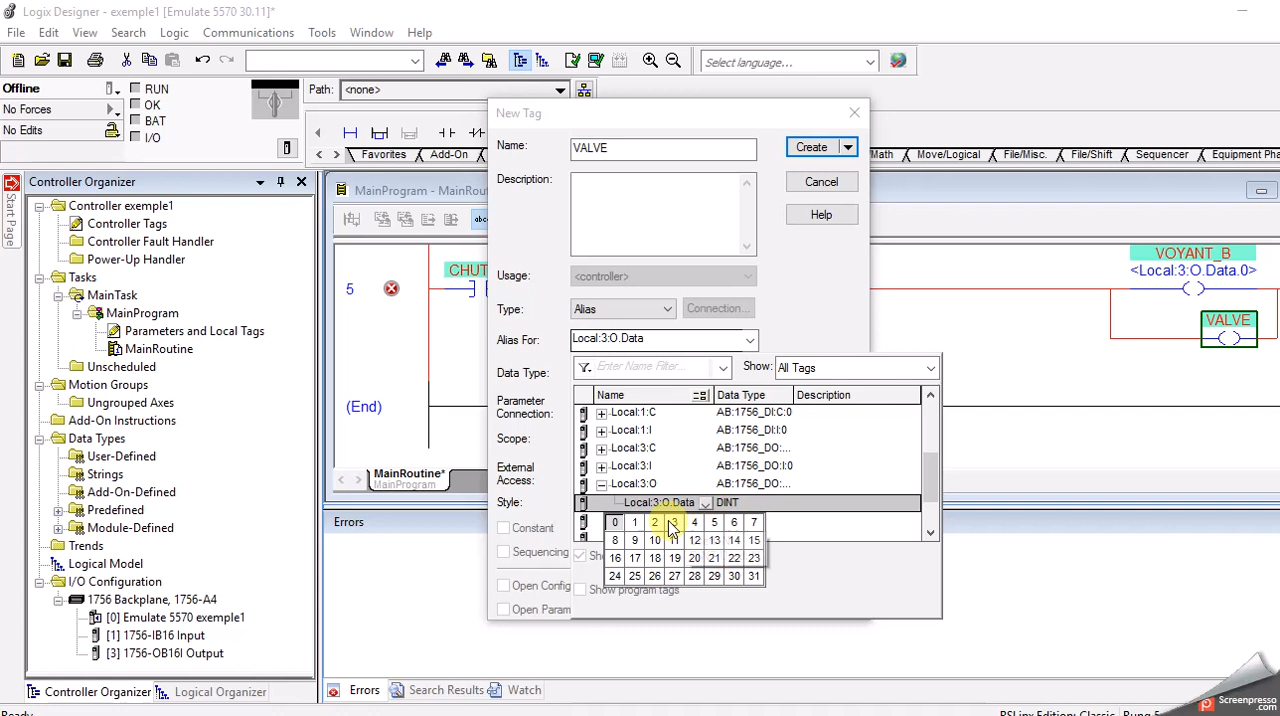 Logix Designer - exemple1 [Emulate 5570 30.11]*
File Edit View Search Logic Communications Tools Window Help
Select language...
Offline
RUN
No Forces
OK
No Edits
BAT
I/O
Path: <none>
Favorites
Add-On
Math
Move/Logical
File/Misc.
File/Shift
Sequencer
Equipment Pha
Start Page
Controller Organizer
Controller exemple1
Controller Tags
Controller Fault Handler
Power-Up Handler
Tasks
MainTask
MainProgram
Parameters and Local Tags
MainRoutine
Unscheduled
Motion Groups
Ungrouped Axes
Add-On Instructions
Data Types
User-Defined
Strings
Add-On-Defined
Predefined
Module-Defined
Trends
Logical Model
I/O Configuration
1756 Backplane, 1756-A4
[0] Emulate 5570 exemple1
[1] 1756-IB16 Input
[3] 1756-OB16I Output
Controller Organizer
Logical Organizer
MainProgram - MainRout
abc
5
CHUT
VOYANT_B
<Local:3:O.Data.0>
VALVE
(End)
MainRoutine*
MainProgram
Errors
Errors
Search Results
Watch
New Tag
Name:
VALVE
Create
Description:
Cancel
Help
Usage:
<controller>
Type:
Alias
Connection...
Alias For:
Local:3:O.Data
Data Type:
Enter Name Filter...
Show:
All Tags
Parameter
Connection:
Scope:
External
Access:
Style:
Constant
Sequencing
Open Config
Open Param
Name Data Type Description
Local:1:C AB:1756_DI:C:0
Local:1:I AB:1756_DI:I:0
Local:3:C AB:1756_DO:...
Local:3:I AB:1756_DO:I:0
Local:3:O AB:1756_DO:...
Local:3:O.Data DINT
0 1 2 3 4 5 6 7
8 9 10 11 12 13 14 15
16 17 18 19 20 21 22 23
24 25 26 27 28 29 30 31
Show program tags
Screenpresso
.com